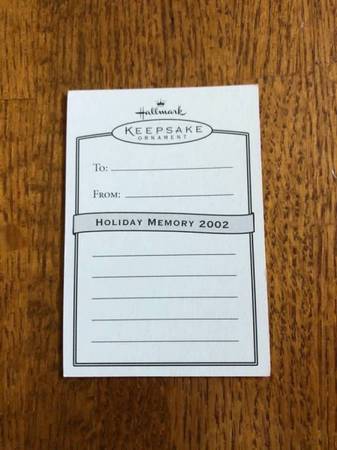 Hallmark
KEEPSAKE
ORNAMENT
TO:
FROM:
HOLIDAY MEMORY 2002